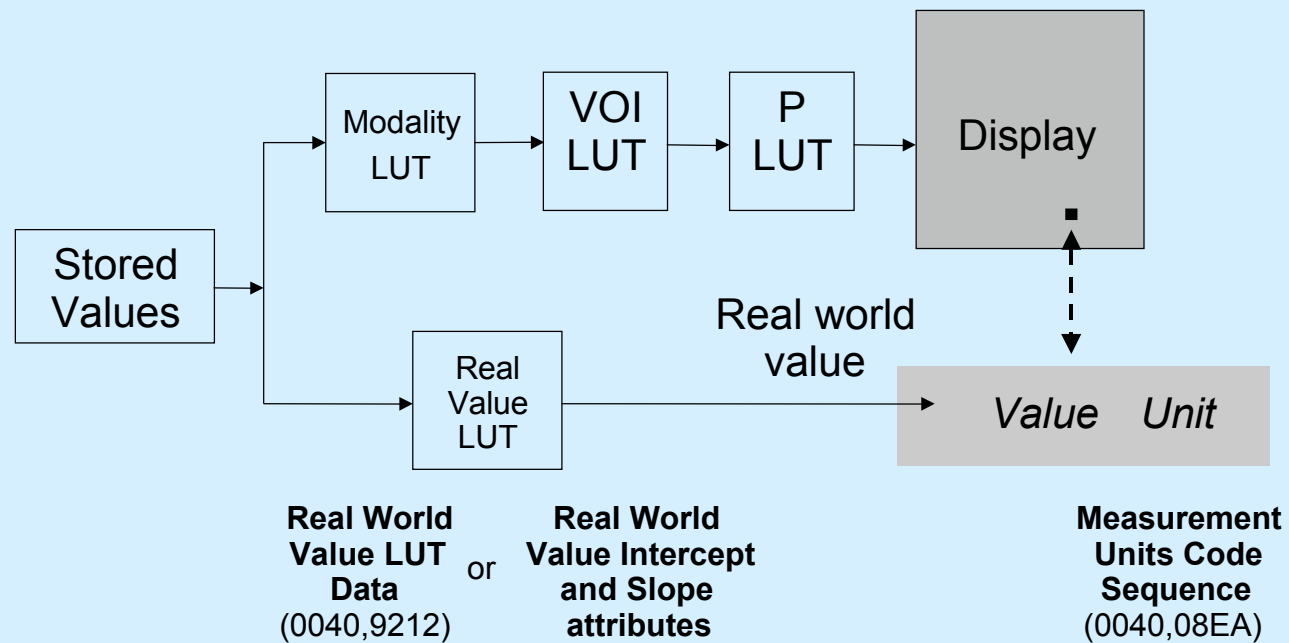 Modality
LUT
VOI
LUT
P
LUT
Display
Stored
Values
Real
Value
LUT
Real world
value
Value Unit
Real World
Value LUT
Data
(0040,9212)
or
Real World
Value Intercept
and Slope
attributes
Measurement
Units Code
Sequence
(0040,08EA)